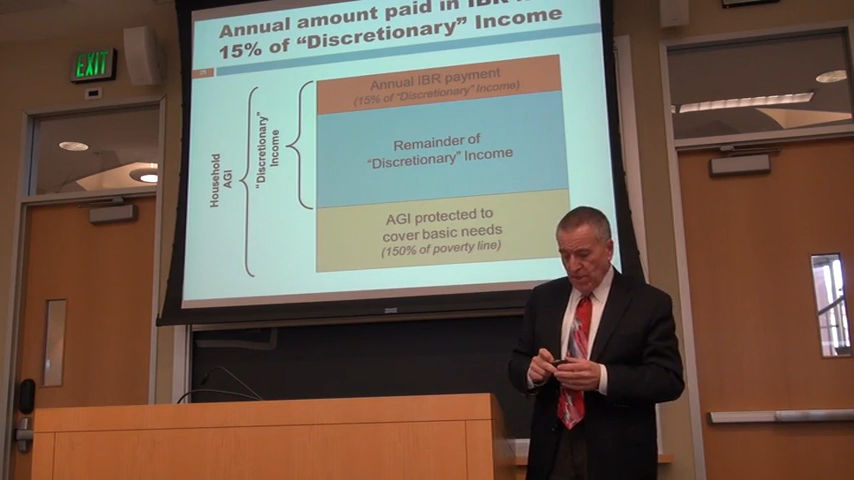 EXIT
Annual amount paid in IBR
15% of “Discretionary” Income
Annual IBR payment
(15% of “Discretionary” Income)
Household
AGI
“Discretionary”
Income
Remainder of
“Discretionary” Income
AGI protected to
cover basic needs
(150% of poverty line)